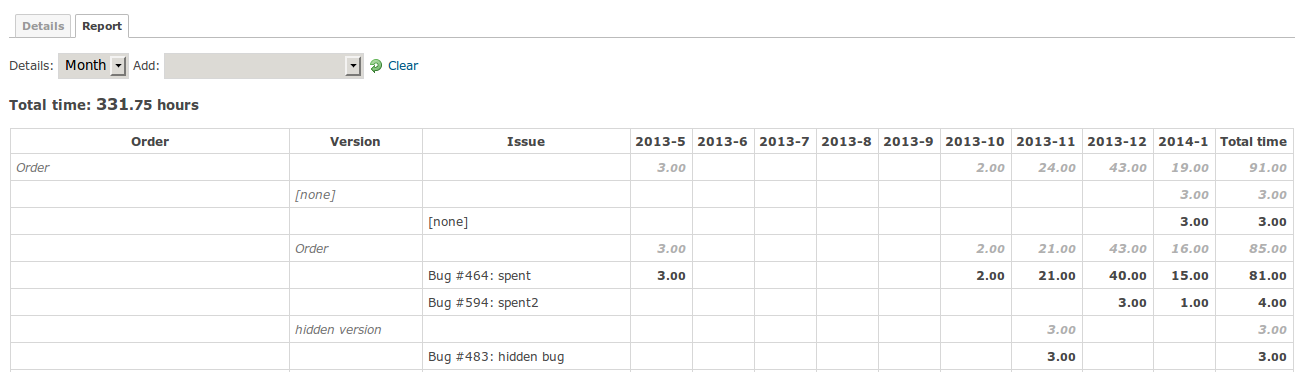 Details Report
Details: Month Add: Clear
Total time: 331.75 hours
Order Version Issue 2013-5 2013-6 2013-7 2013-8 2013-9 2013-10 2013-11 2013-12 2014-1 Total time
Order 3.00 2.00 24.00 43.00 19.00 91.00
[none] 3.00 3.00
[none] 3.00 3.00
Order 3.00 2.00 21.00 43.00 16.00 85.00
Bug #464: spent 3.00 2.00 21.00 40.00 15.00 81.00
Bug #594: spent2 3.00 1.00 4.00
hidden version 3.00 3.00
Bug #483: hidden bug 3.00 3.00